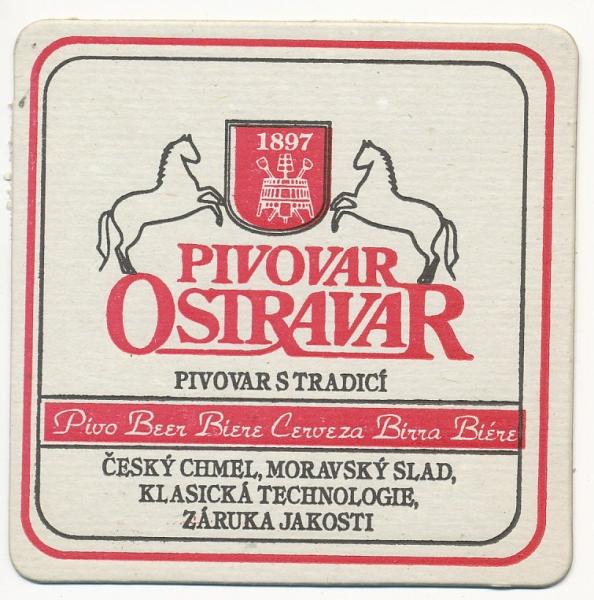 1897
PIVOVAR
OSTRAVAR
PIVOVAR S TRADICÍ
Pivo Beer Biere Cerveza Birra Biére
ČESKÝ CHMEL, MORAVSKÝ SLAD,
KLASICKÁ TECHNOLOGIE,
ZÁRUKA JAKOSTI